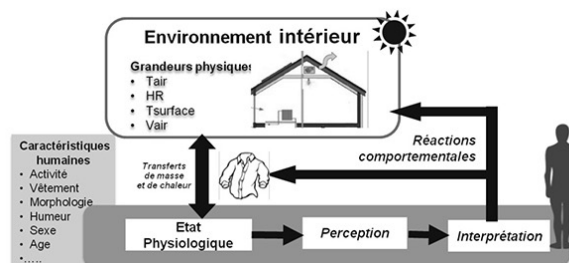 Environnement intérieur
Grandeurs physiques
• Tair
• HR
• Tsurface
• Vair
Caractéristiques
humaines
• Activité
• Vêtement
• Morphologie
• Humeur
• Sexe
• Age
• .....
Transferts
de masse
et de chaleur
Réactions
comportementales
Etat
Physiologique
Perception
Interprétation